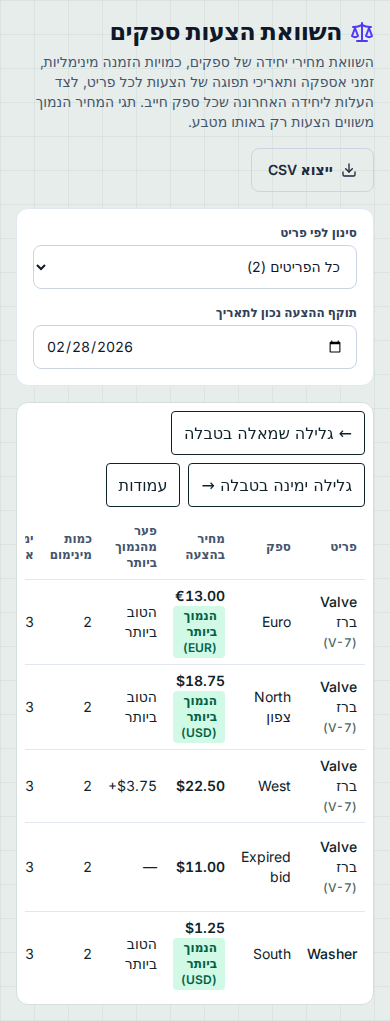 השוואת הצעות ספקים
השוואת מחירי יחידה של ספקים, כמויות הזמנה מינימליות,
זמני אספקה ותאריכי תפוגה של הצעות לכל פריט, לצד
העלות ליחידה האחרונה שכל ספק חייב. תגי המחיר הנמוך
משווים הצעות רק באותו מטבע.
ייצוא CSV
סינון לפי פריט
כל הפריטים (2)
תוקף ההצעה נכון לתאריך
02/28/2026
← גלילה שמאלה בטבלה
גלילה ימינה בטבלה →
עמודות
פריט
ספק
מחיר
בהצעה
פער
מהנמוך
ביותר
כמות
מינימום
Valve
ברז
(V-7)
Euro
€13.00
הנמוך
ביותר
(EUR)
הטוב
ביותר
2
3
Valve
ברז
(V-7)
North
צפון
$18.75
הנמוך
ביותר
(USD)
הטוב
ביותר
2
3
Valve
ברז
(V-7)
West
$22.50
+$3.75
2
3
Valve
ברז
(V-7)
Expired
bid
$11.00
—
2
3
Washer
South
$1.25
הנמוך
ביותר
(USD)
הטוב
ביותר
2
3